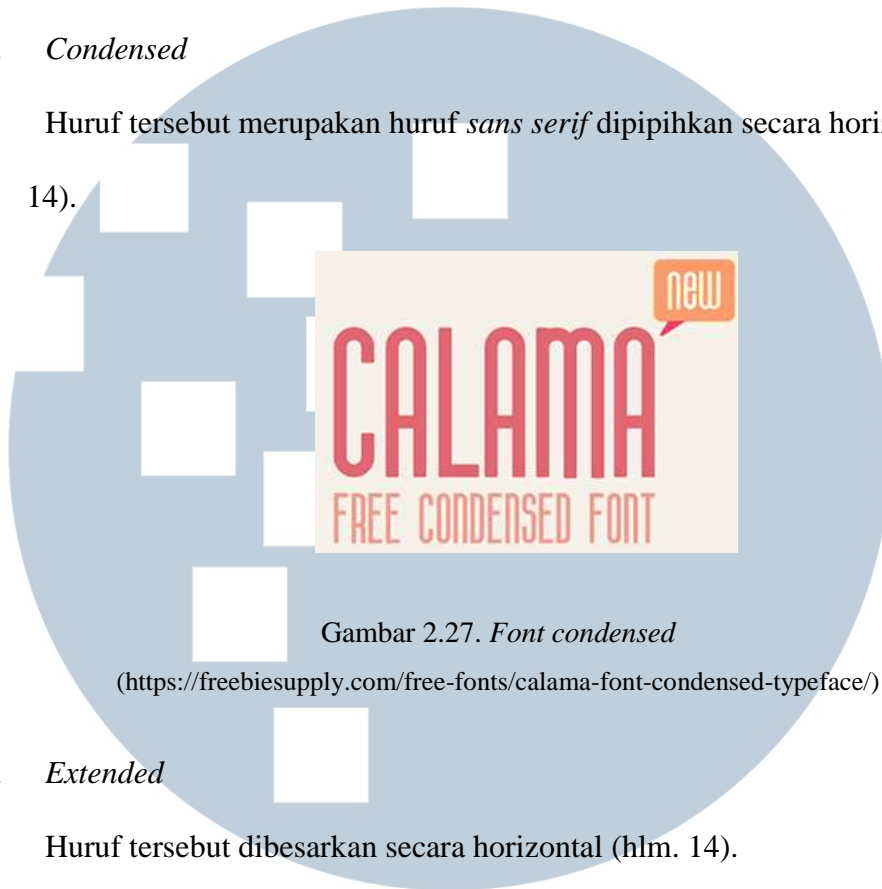 Condensed
Huruf tersebut merupakan huruf sans serif dipipihkan secara
14).
new
CALAMA
FREE CONDENSED FONT
Gambar 2.27. Font condensed
(https://freebiesupply.com/free-fonts/calama-font-condensed-typeface/)
Extended
Huruf tersebut dibesarkan secara horizontal (hlm. 14).